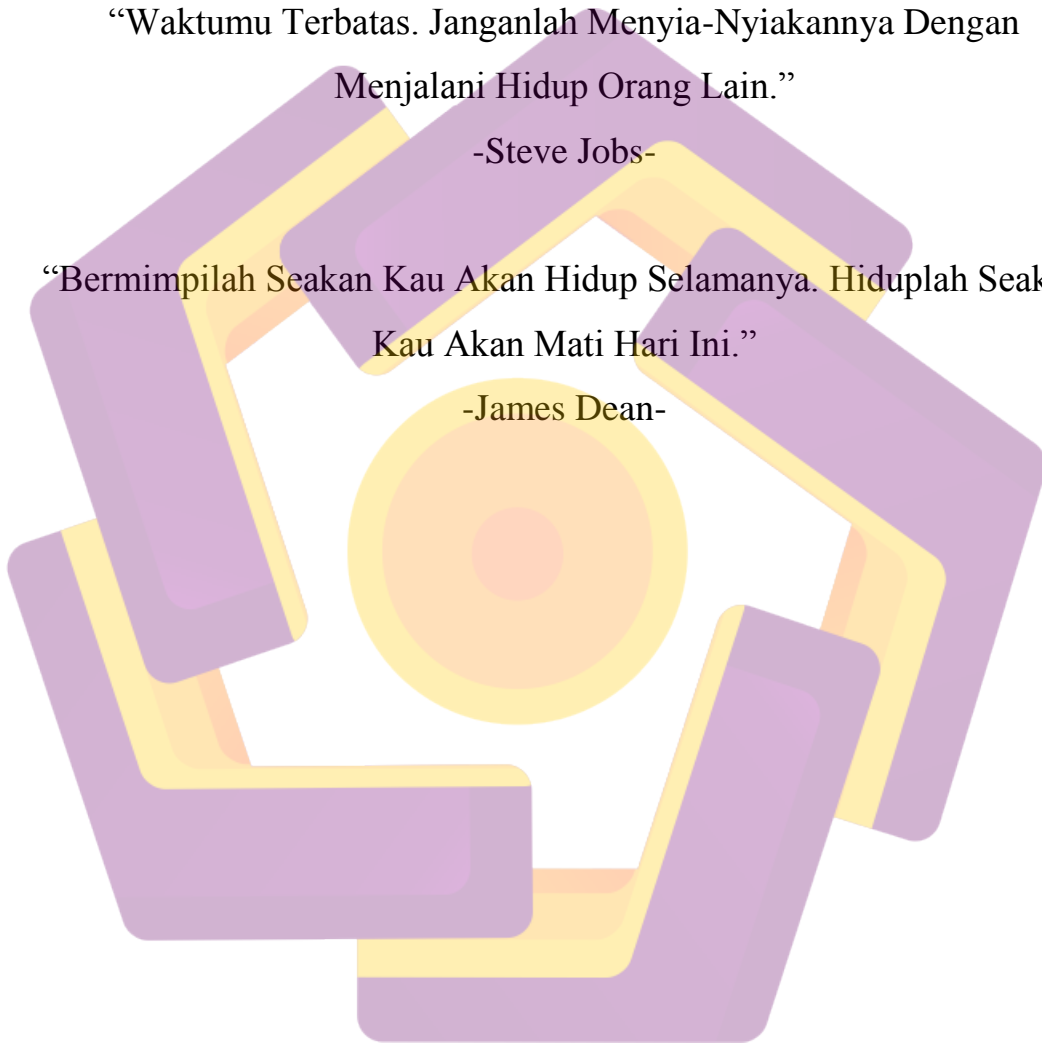 “Waktumu Terbatas. Janganlah Menyia-Nyiakannya Dengan
Menjalani Hidup Orang Lain.”
-Steve Jobs-
“Bermimpilah Seakan Kau Akan Hidup Selamanya. Hiduplah
Kau Akan Mati Hari Ini.”
-James Dean-